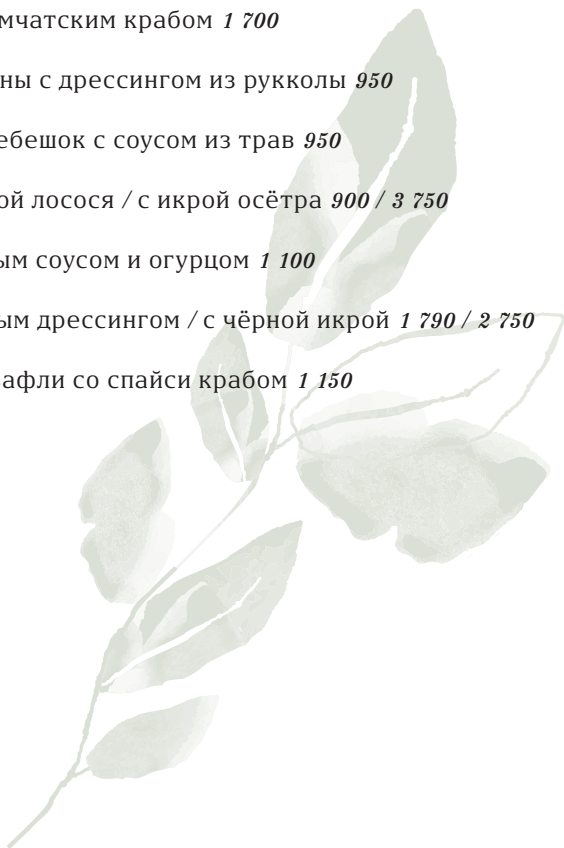 мчатским крабом 1 700
ны с дрессингом из рукколы 950
ебешок с соусом из трав 950
ой лосося / с икрой осётра 900 / 3 750
ым соусом и огурцом 1 100
ым дрессингом / с чёрной икрой 1 790 / 2 750
афли со спайси крабом 1 150